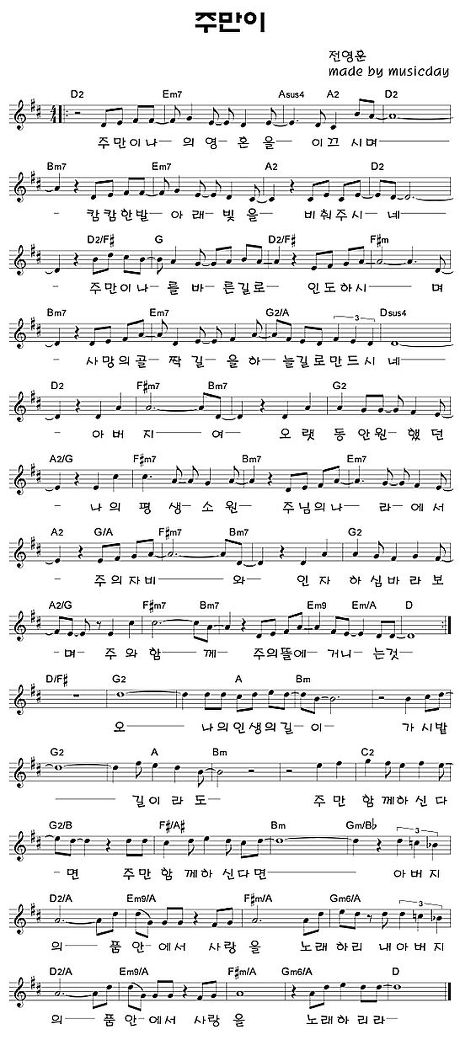 주만이
전영훈
made by musicday
D2 Em7 Asus4 A2 D2
주만이나 의영혼을이끄시며
Bm7 Em7 A2 D2
캄캄한발 아래 빛을 비춰주시네
D2/F# G D2/F# F#m
주만이나를 바른길로 인도하시 며
Bm7 Em7 Em7 G2/A Dsus4
사망의골 짝길을하늘길로만드시네
D2 F#m7 Bm7 G2
아버지 여 오랫동안원했던
A2/G F#m7 Bm7 Em7
나의 평생소원 주님의나라에서
A2 G/A F#m7 Bm7 G2
주의자비 와 인자 하심바라보
A2/G F#m7 Bm7 Em9 Em/A D
며 주와함 께 주의뜰에거니는것
D/F# G2 A Bm
오 나의인생의길이 가시밭
G2 A Bm C2
길이라도 주만 함께하신다
G2/B F#/A# Bm Gm/Bb
면 주만함께하신다면 아버지
D2/A Em9/A F#m/A Gm6/A
의 품안에서 사랑을 노래하리 내아버지
D2/A Em9/A F#m/A Gm6/A D
의 품안에서 사랑을 노래하리라